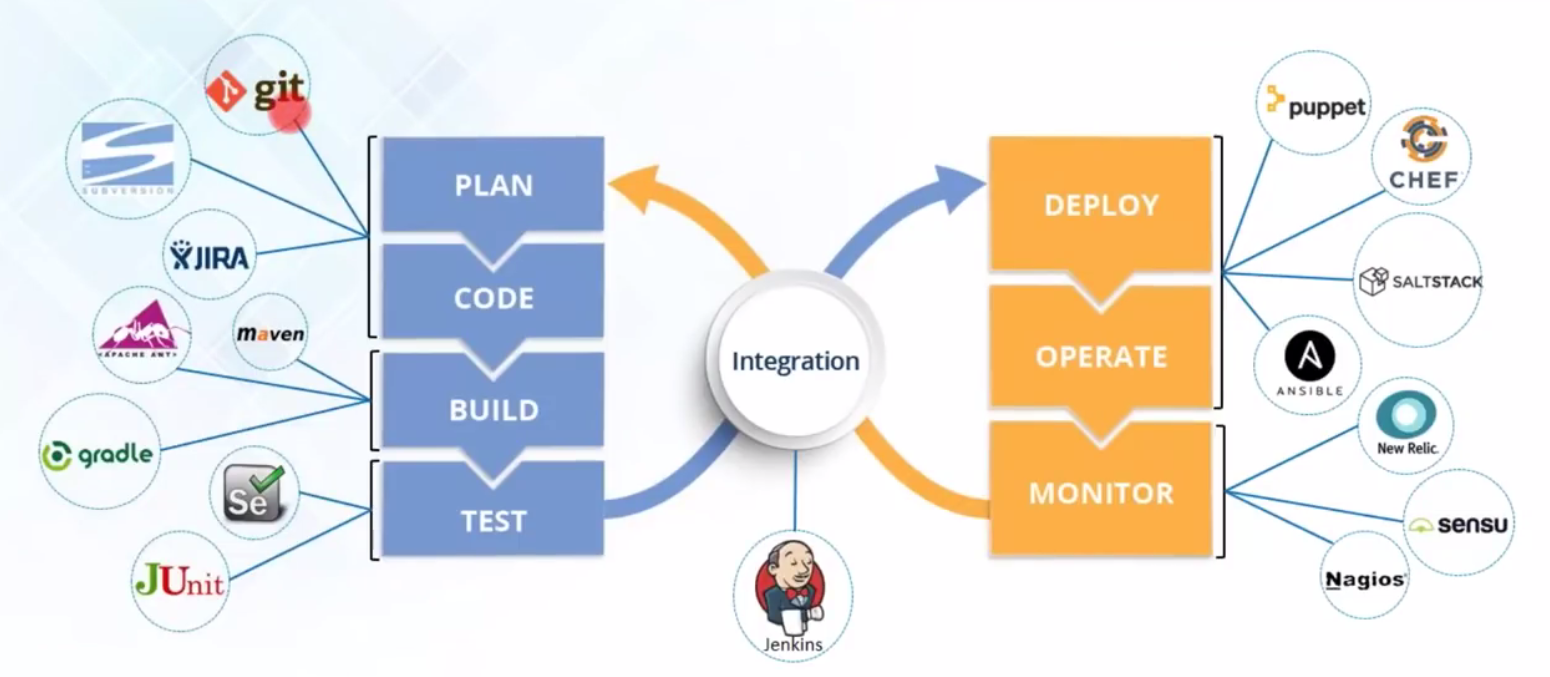 git
SUBVERSION
JIRA
<APACHE ANT>
maven
gradle
Se
JUnit
PLAN
CODE
BUILD
TEST
Integration
Jenkins
DEPLOY
OPERATE
MONITOR
puppet
CHEF
SALTSTACK
A
ANSIBLE
New Relic.
sensu
Nagios®